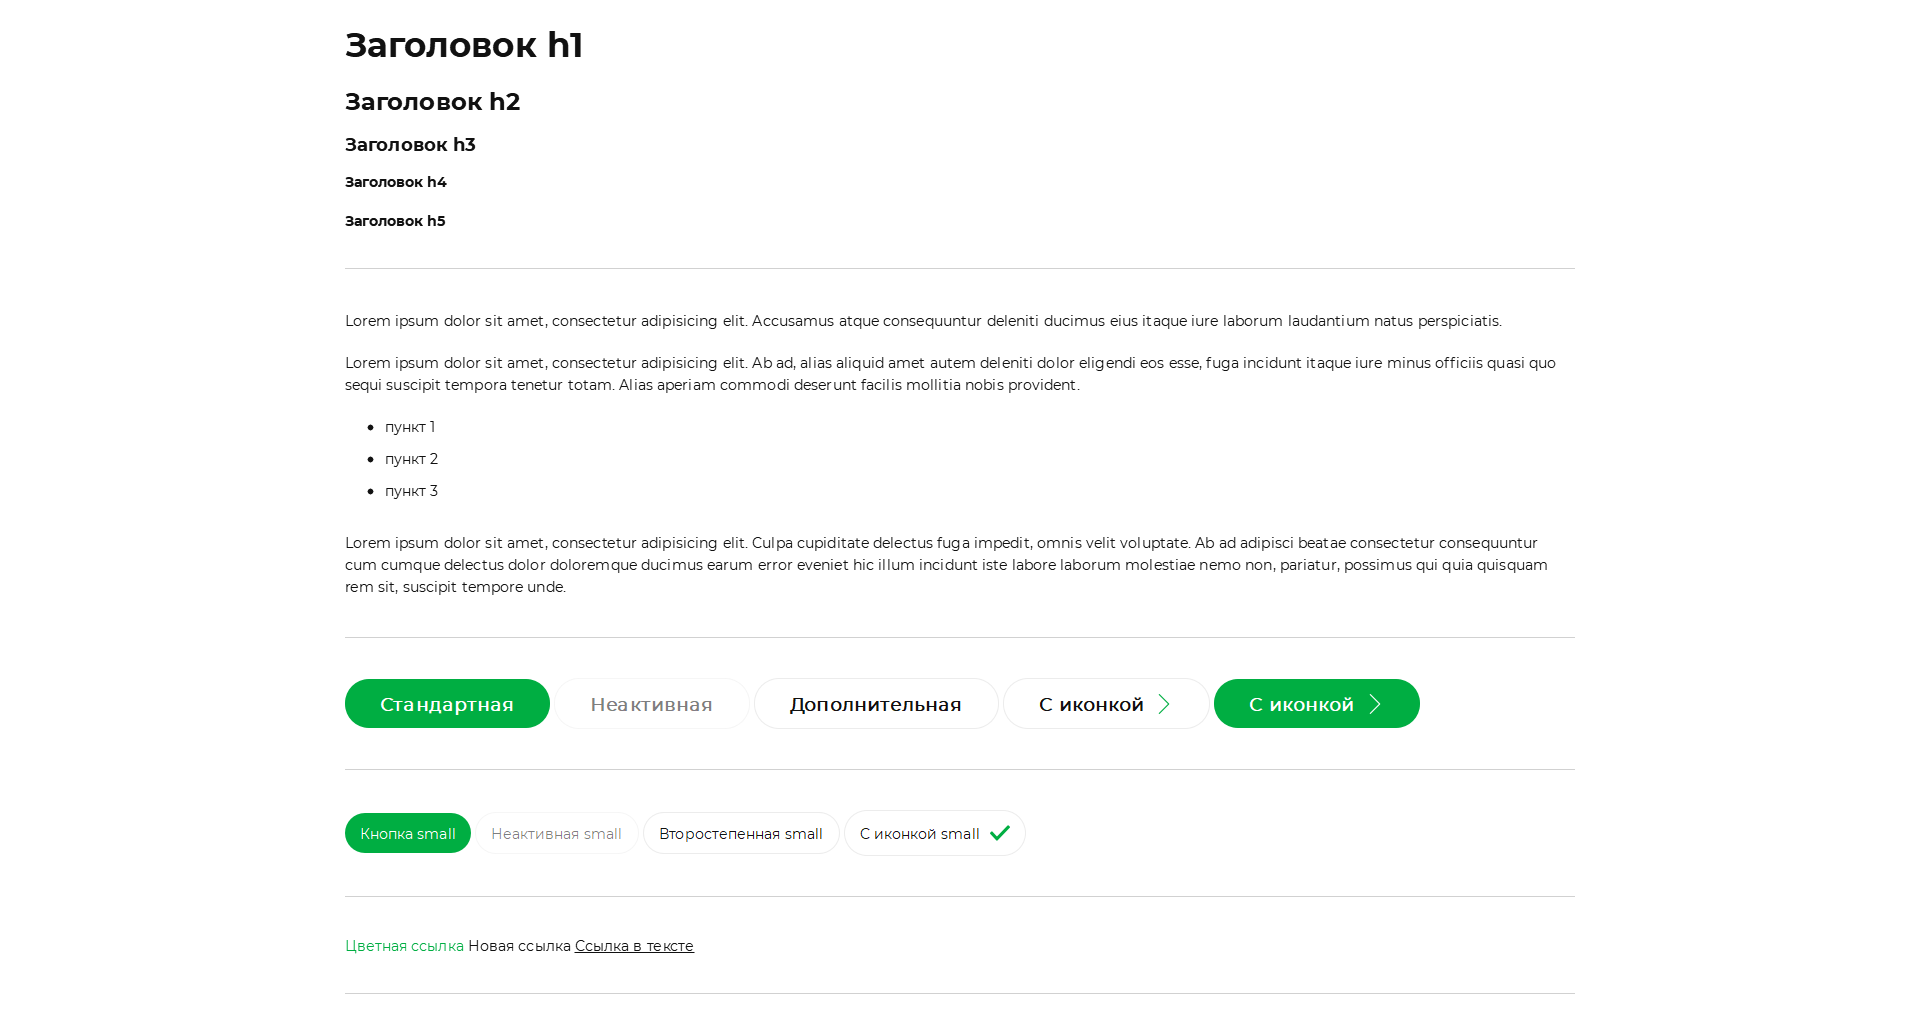 Заголовок h1
Заголовок h2
Заголовок h3
Заголовок h4
Заголовок h5
Lorem ipsum dolor sit amet, consectetur adipisicing elit. Accusamus atque consequuntur deleniti ducimus eius itaque iure laborum laudantium natus perspiciatis.
Lorem ipsum dolor sit amet, consectetur adipisicing elit. Ab ad, alias aliquid amet autem deleniti dolor eligendi eos esse, fuga incidunt itaque iure minus officiis quasi quo
sequi suscipit tempora tenetur totam. Alias aperiam commodi deserunt facilis mollitia nobis provident.
пункт 1
пункт 2
пункт 3
Lorem ipsum dolor sit amet, consectetur adipisicing elit. Culpa cupiditate delectus fuga impedit, omnis velit voluptate. Ab ad adipisci beatae consectetur consequuntur
cum cumque delectus dolor doloremque ducimus earum error eveniet hic illum incidunt iste labore laborum molestiae nemo non, pariatur, possimus qui quia quisquam
rem sit, suscipit tempore unde.
Стандартная Неактивная Дополнительная С иконкой С иконкой
Кнопка small Неактивная small Второстепенная small С иконкой small
Цветная ссылка Новая ссылка Ссылка в тексте